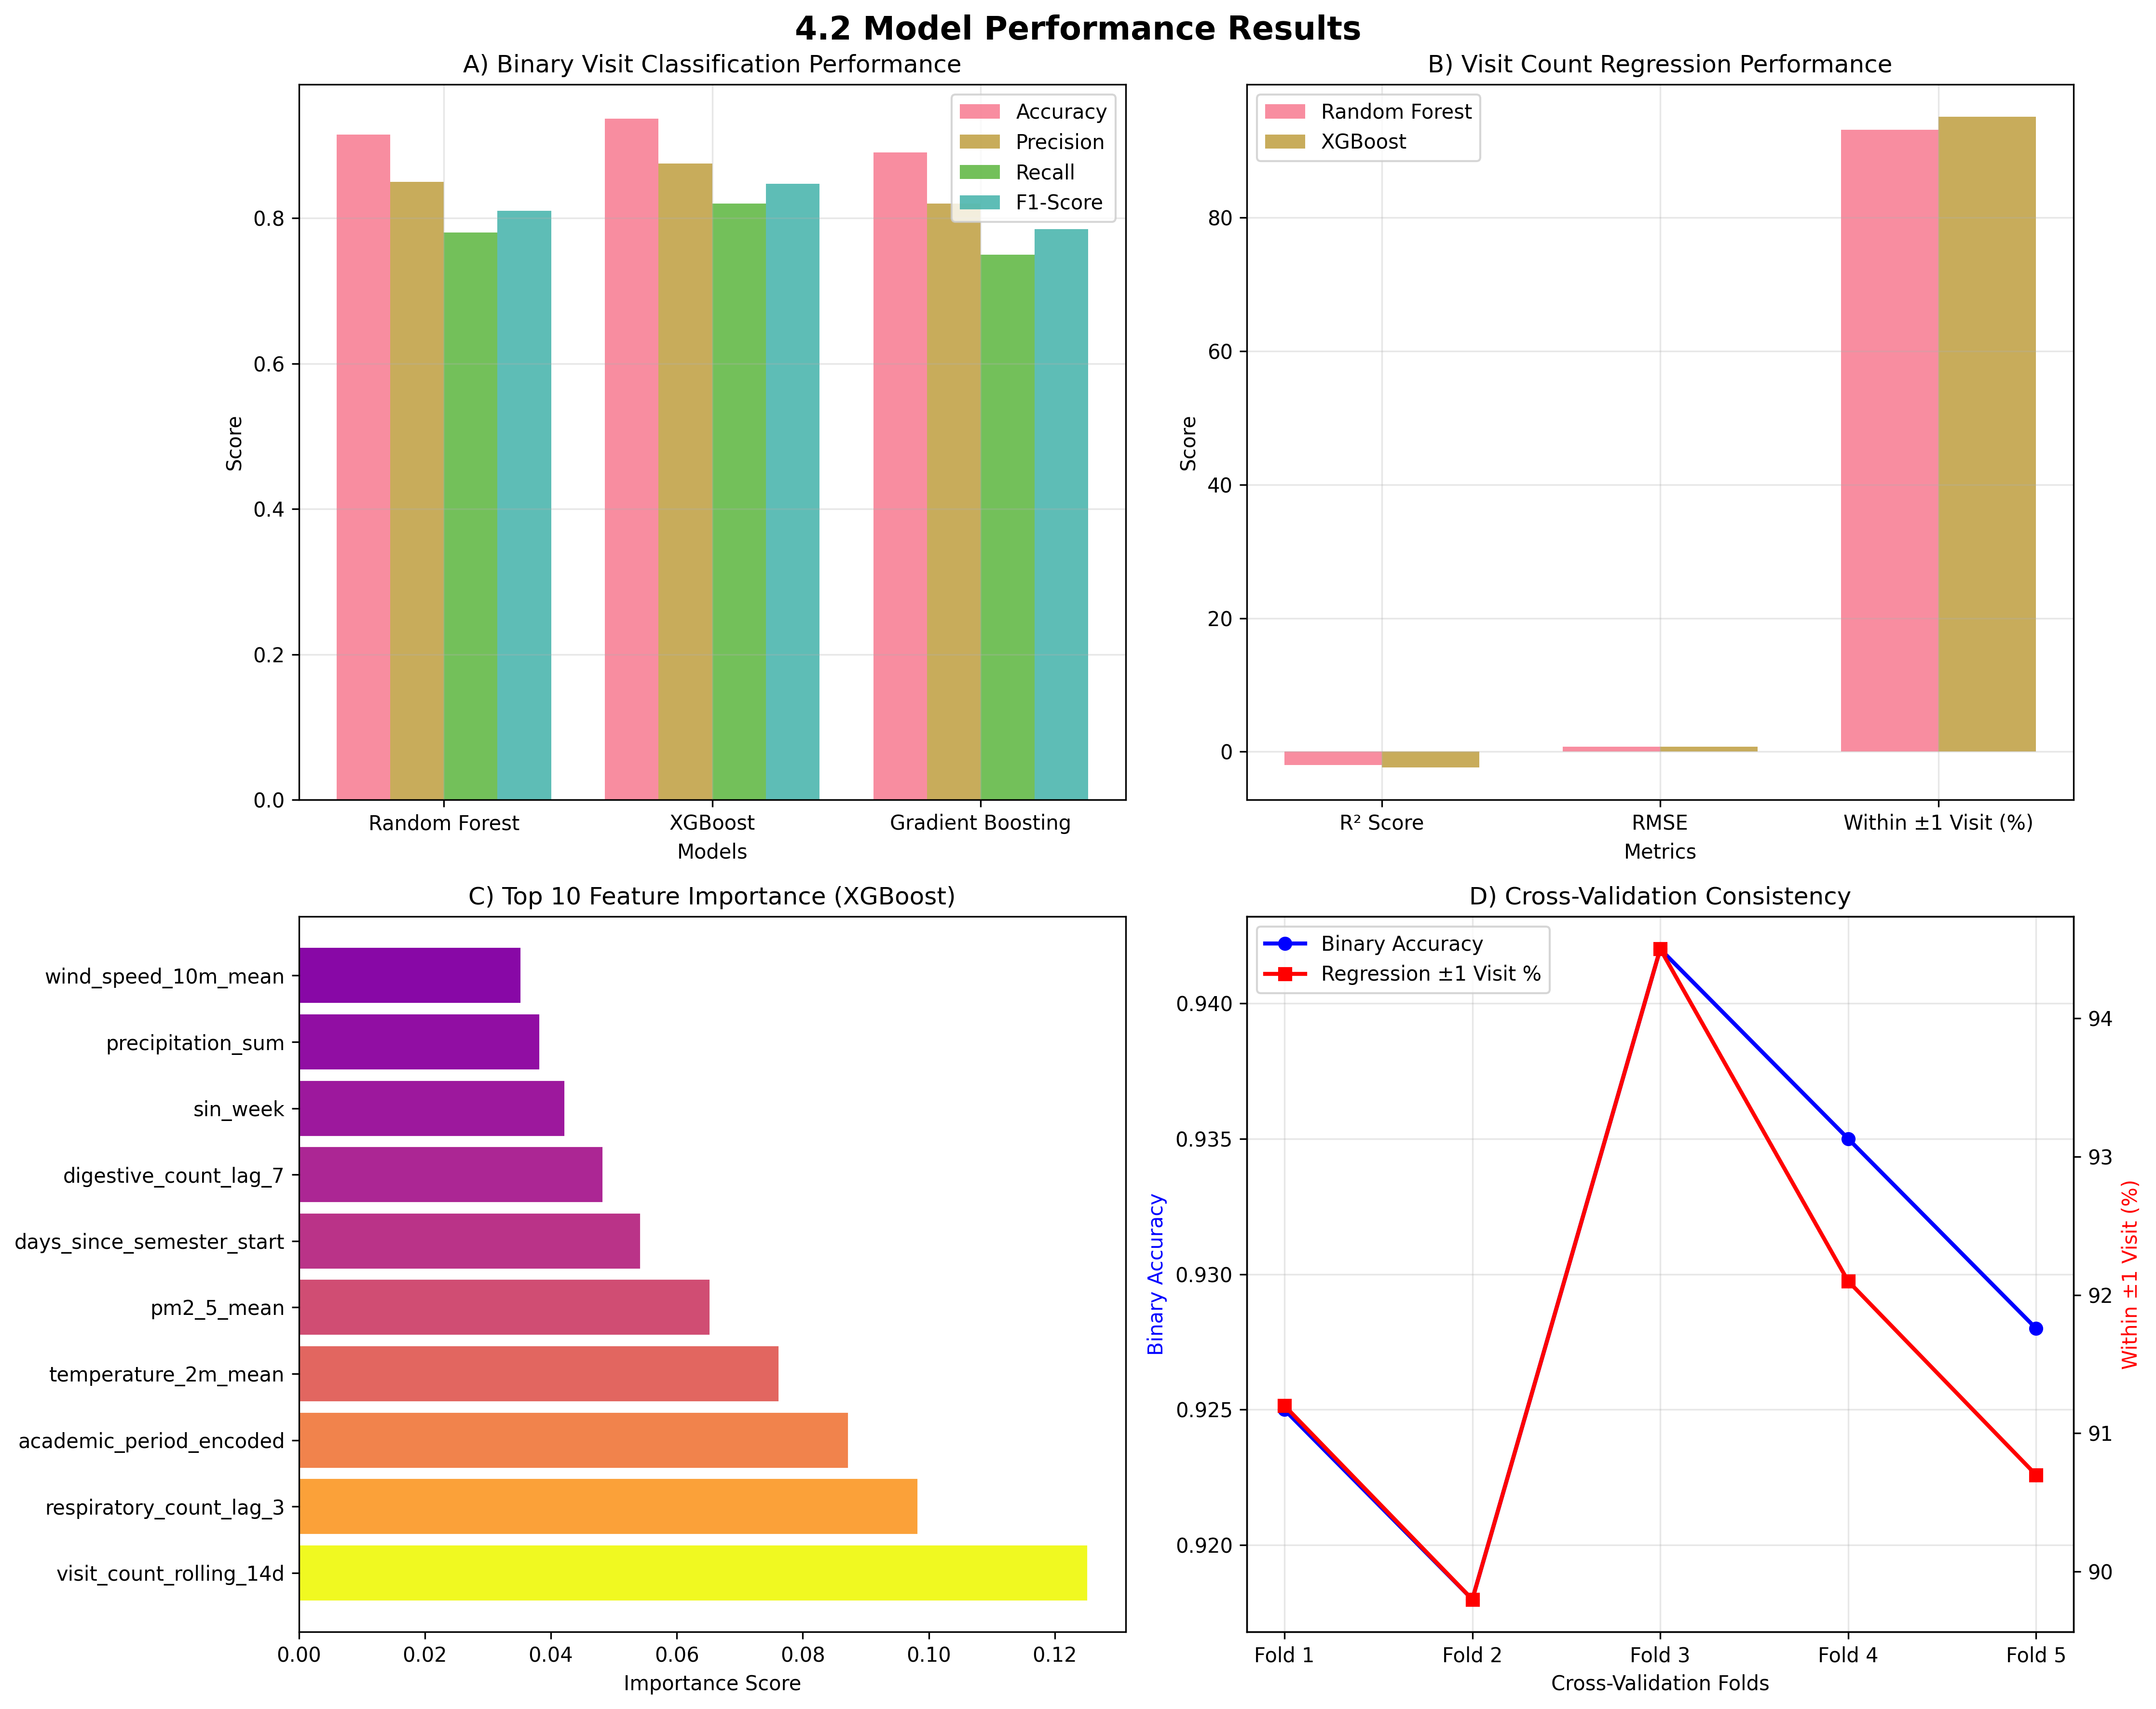 4.2 Model Performance Results
A) Binary Visit Classification Performance
Accuracy
Precision
Recall
F1-Score
Score
0.8
0.6
0.4
0.2
0.0
Random Forest
XGBoost
Gradient Boosting
Models
B) Visit Count Regression Performance
Random Forest
XGBoost
Score
80
60
40
20
0
R² Score
RMSE
Within ±1 Visit (%)
Metrics
C) Top 10 Feature Importance (XGBoost)
wind_speed_10m_mean
precipitation_sum
sin_week
digestive_count_lag_7
days_since_semester_start
pm2_5_mean
temperature_2m_mean
academic_period_encoded
respiratory_count_lag_3
visit_count_rolling_14d
0.00
0.02
0.04
0.06
0.08
0.10
0.12
Importance Score
D) Cross-Validation Consistency
Binary Accuracy
Regression ±1 Visit %
Binary Accuracy
0.940
0.935
0.930
0.925
0.920
94
93
92
91
90
Within ±1 Visit (%)
Fold 1
Fold 2
Fold 3
Fold 4
Fold 5
Cross-Validation Folds